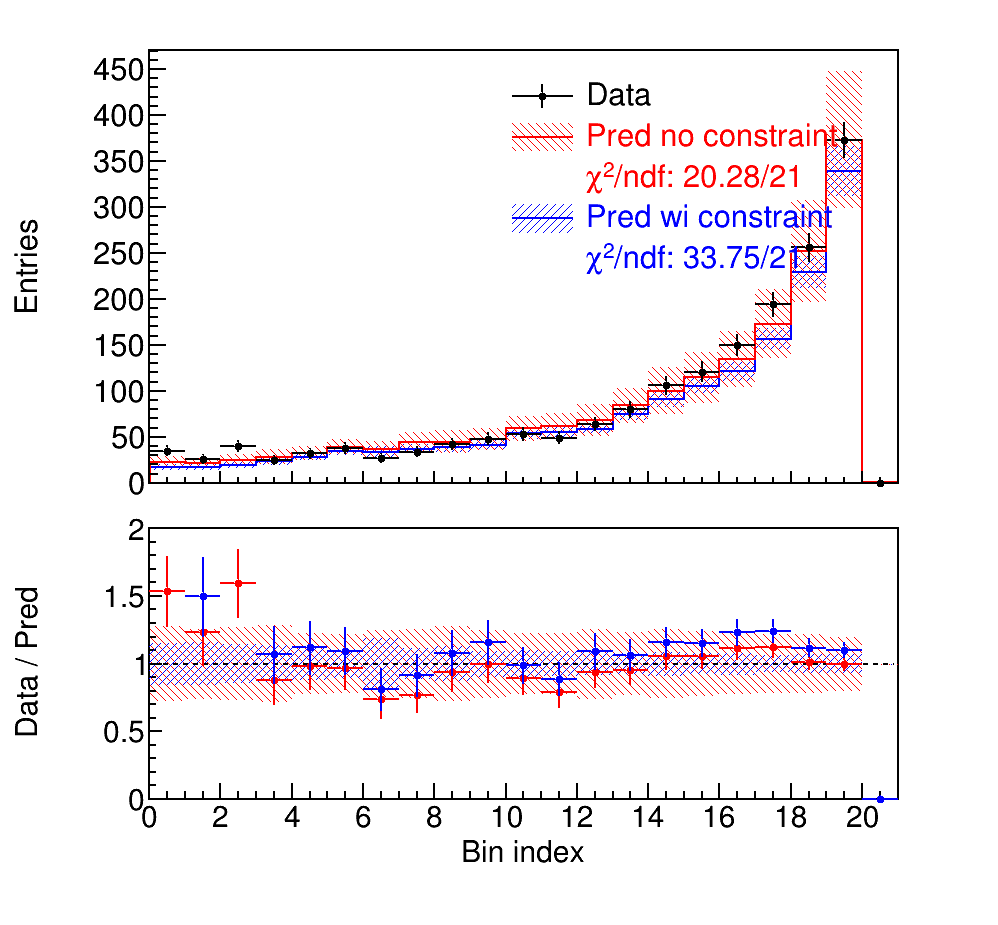 450
400
350
300
250
200
150
100
50
0
Entries
Data
Pred no constraint
χ²/ndf: 20.28/21
Pred wi constraint
χ²/ndf: 33.75/21
2
1.5
1
0.5
0
Data / Pred
0 2 4 6 8 10 12 14 16 18 20
Bin index